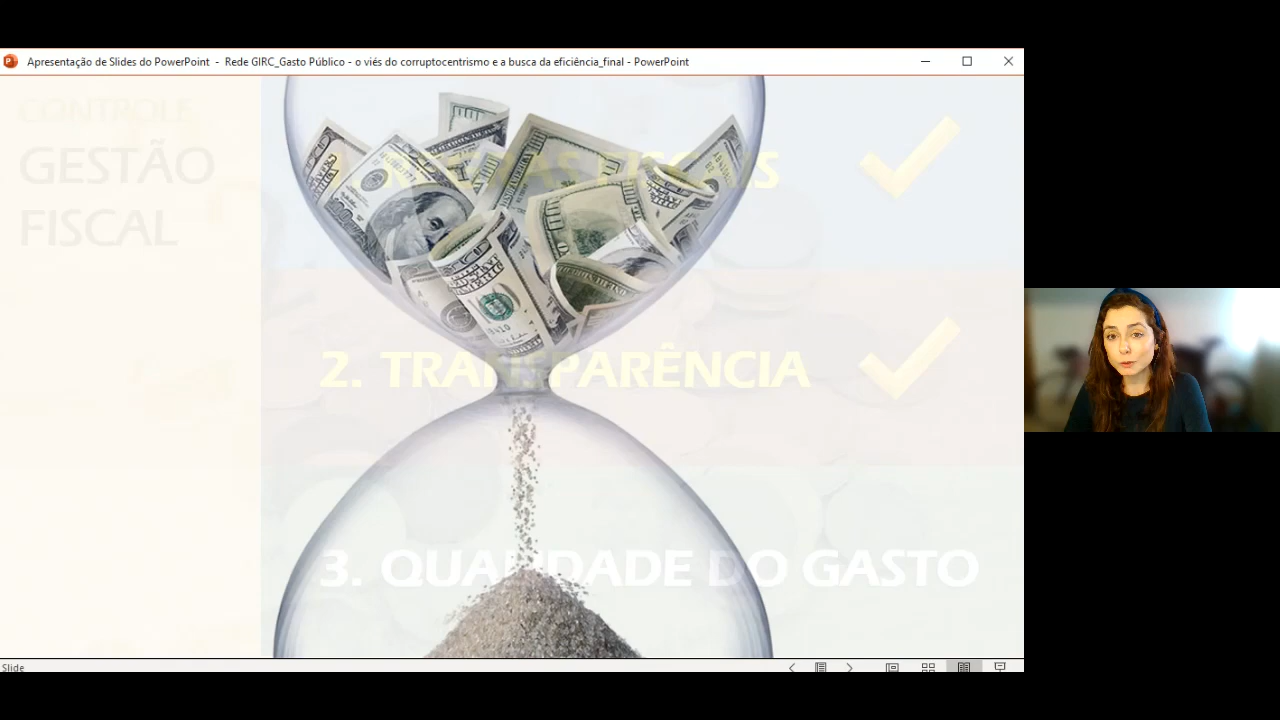 Apresentação de Slides do PowerPoint - Rede GIRC_Gasto Público - o viés do corruptocentrismo e a busca da eficiência_final - PowerPoint
CONTROLE
GESTÃO
FISCAL
FISCAIS
2. TRANSPARÊNCIA
3. QUALIDADE DO GASTO
Slide